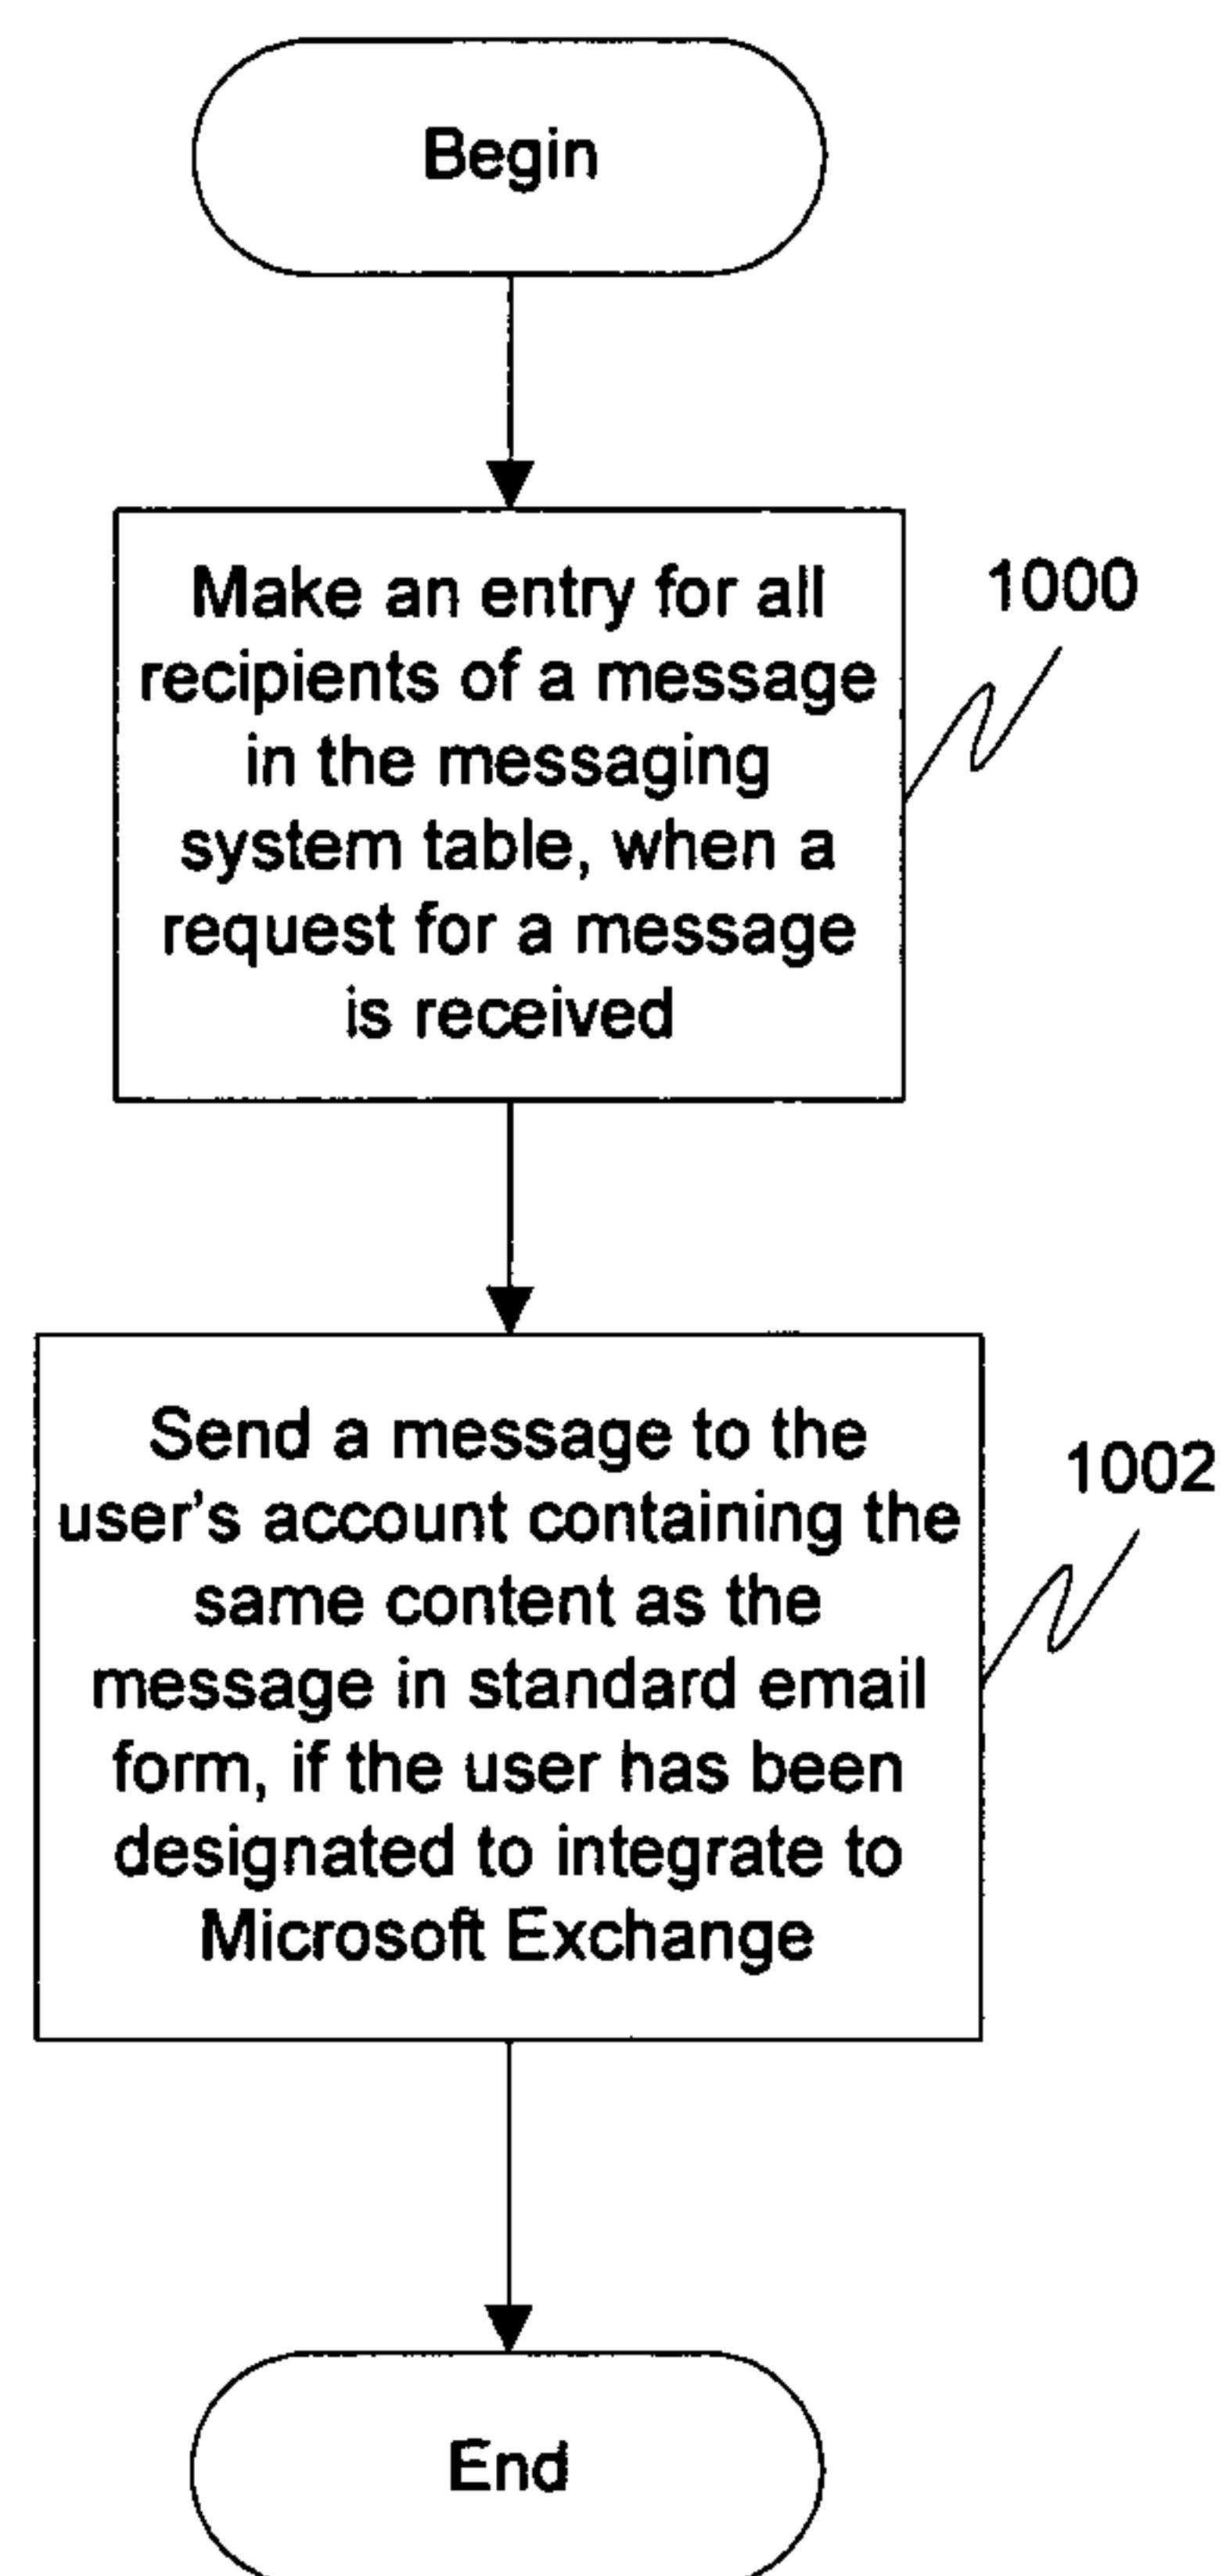 Begin
Make an entry for all
recipients of a message
in the messaging
system table, when a
request for a message
is received
1000
Send a message to the
user's account containing the
same content as the
message in standard email
form, if the user has been
designated to integrate to
Microsoft Exchange
1002
End